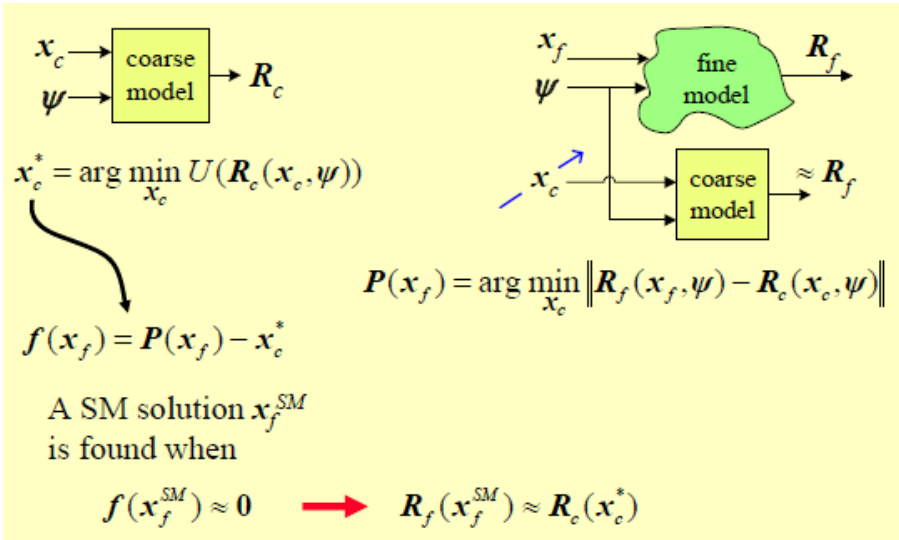 x_c
ψ
coarse
model
R_c
x_c^* = arg min_{x_c} U(R_c(x_c,ψ))
x_f
ψ
fine
model
R_f
x_c
coarse
model
≈ R_f
P(x_f) = arg min_{x_c} ‖R_f(x_f,ψ) − R_c(x_c,ψ)‖
f(x_f) = P(x_f) − x_c^*
A SM solution x_f^{SM}
is found when
f(x_f^{SM}) ≈ 0 R_f(x_f^{SM}) ≈ R_c(x_c^*)